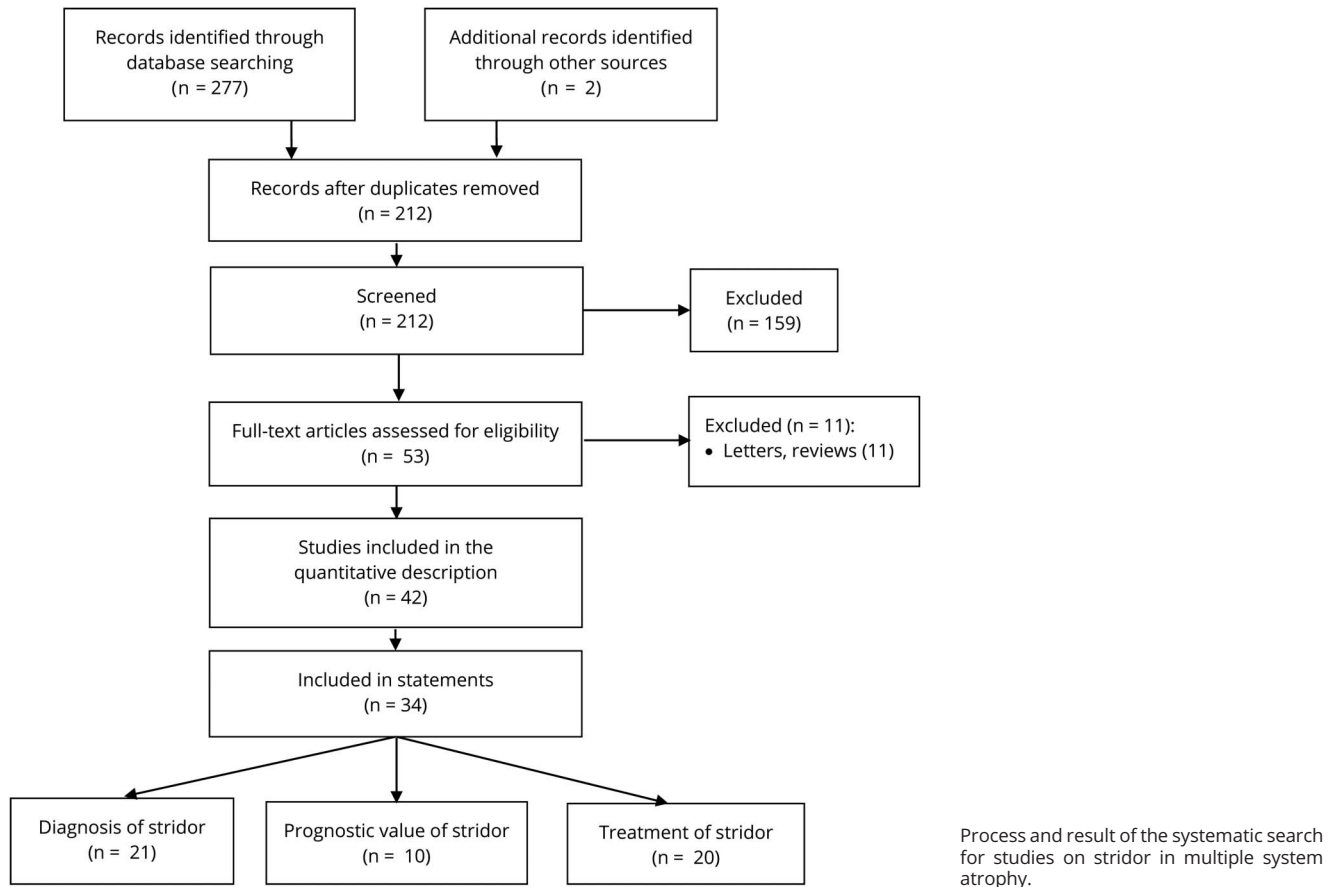 Records identified through
database searching
(n = 277)
Additional records identified
through other sources
(n = 2)
Records after duplicates removed
(n = 212)
Screened
(n = 212)
Excluded
(n = 159)
Full-text articles assessed for eligibility
(n = 53)
Excluded (n = 11):
• Letters, reviews (11)
Studies included in the
quantitative description
(n = 42)
Included in statements
(n = 34)
Diagnosis of stridor
(n = 21)
Prognostic value of stridor
(n = 10)
Treatment of stridor
(n = 20)
Process and result of the systematic search
for studies on stridor in multiple system
atrophy.